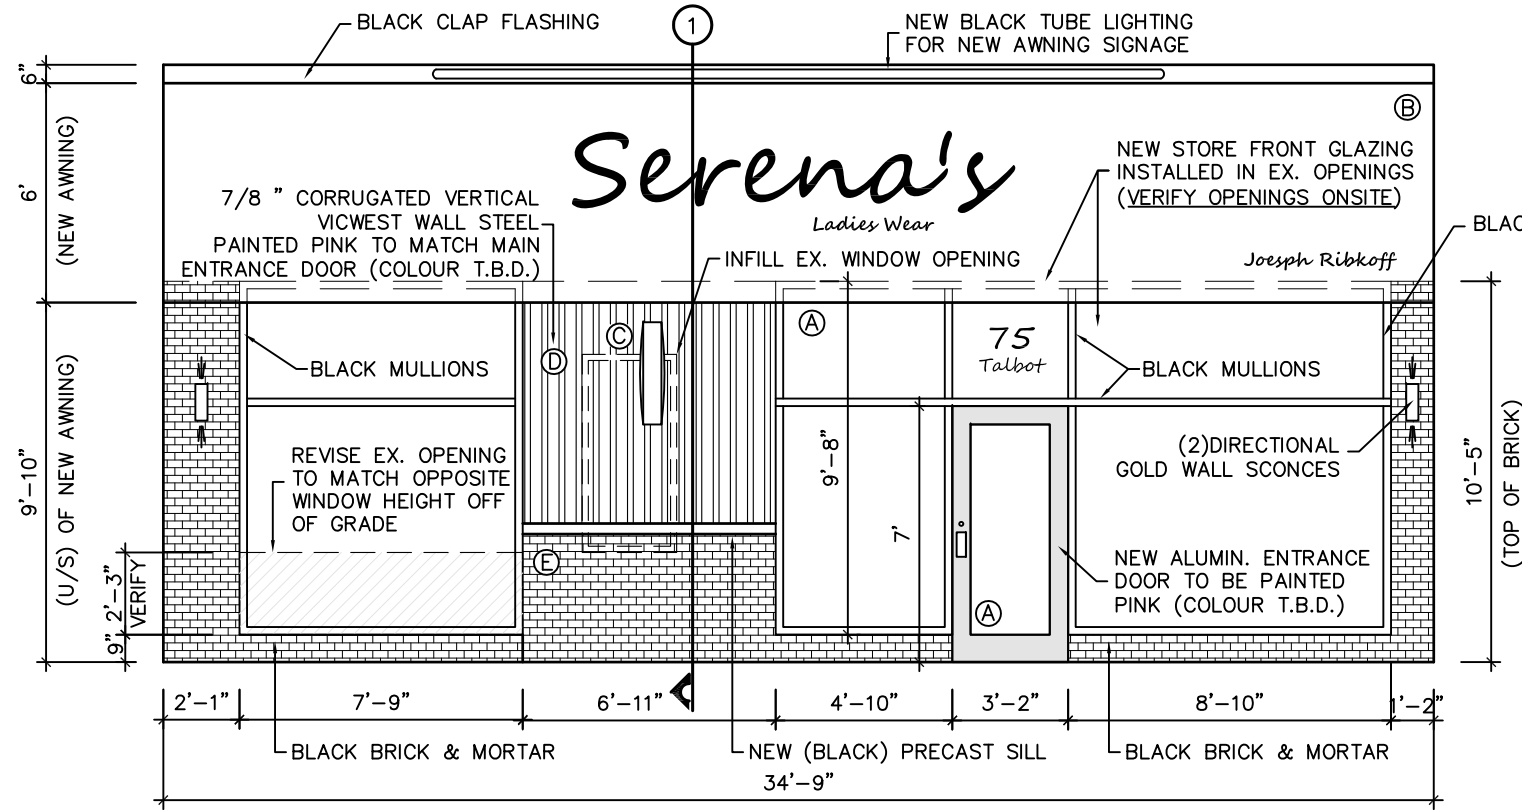 BLACK CLAP FLASHING
1
NEW BLACK TUBE LIGHTING
FOR NEW AWNING SIGNAGE
6"
B
(NEW AWNING)
6'
Serena's
Ladies Wear
NEW STORE FRONT GLAZING
INSTALLED IN EX. OPENINGS
(VERIFY OPENINGS ONSITE)
7/8 " CORRUGATED VERTICAL
VICWEST WALL STEEL
PAINTED PINK TO MATCH MAIN
ENTRANCE DOOR (COLOUR T.B.D.)
INFILL EX. WINDOW OPENING
Joesph Ribkoff
BLAC
A
C
D
75
Talbot
BLACK MULLIONS
BLACK MULLIONS
(U/S) OF NEW AWNING)
9'-10"
REVISE EX. OPENING
TO MATCH OPPOSITE
WINDOW HEIGHT OFF
OF GRADE
9'-8"
7'
(2)DIRECTIONAL
GOLD WALL SCONCES
10'-5"
(TOP OF BRICK)
2'-3"
VERIFY
9"
E
A
NEW ALUMIN. ENTRANCE
DOOR TO BE PAINTED
PINK (COLOUR T.B.D.)
2'-1"
7'-9"
6'-11"
4'-10"
3'-2"
8'-10"
1'-2"
BLACK BRICK & MORTAR
NEW (BLACK) PRECAST SILL
BLACK BRICK & MORTAR
34'-9"